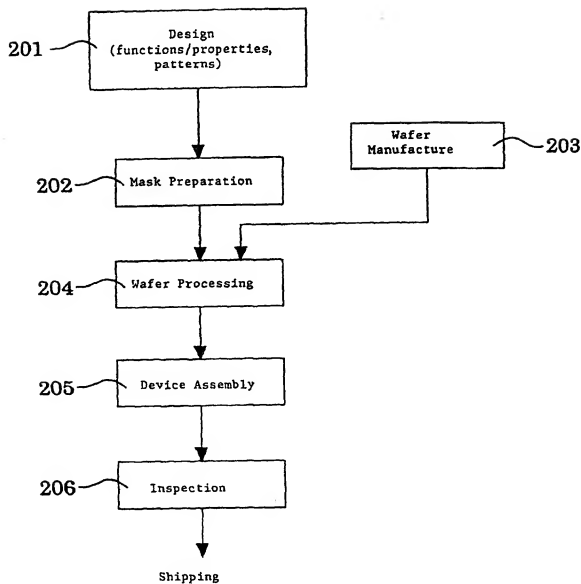 201
Design
(functions/properties,
patterns)
Wafer
Manufacture
203
202
Mask Preparation
204
Wafer Processing
205
Device Assembly
206
Inspection
Shipping